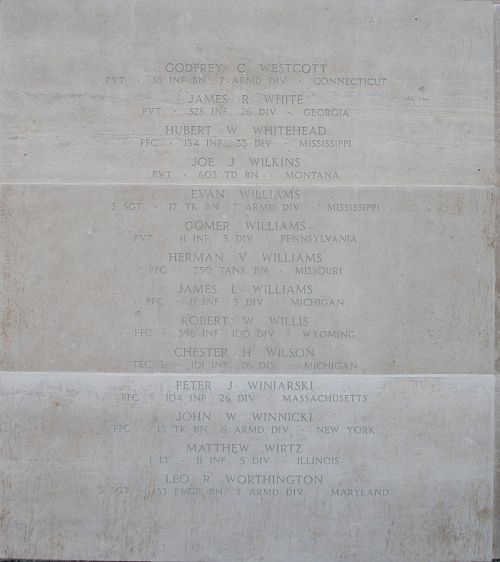 GODFREY C WESTCOTT
PVT · 38 INF BN 7 ARMD DIV · CONNECTICUT
JAMES R WHITE
PVT · 328 INF 26 DIV · GEORGIA
HUBERT W WHITEHEAD
PFC · 134 INF 35 DIV · MISSISSIPPI
JOE J WILKINS
PVT · 603 TD BN · MONTANA
EVAN WILLIAMS
S SGT · 17 TK BN 7 ARMD DIV · MISSISSIPPI
GOMER WILLIAMS
PVT · 11 INF 5 DIV · PENNSYLVANIA
HERMAN V WILLIAMS
PFC · 750 TANK BN · MISSOURI
JAMES L WILLIAMS
PFC · 11 INF 5 DIV · MICHIGAN
ROBERT W WILLIS
PFC · 398 INF 100 DIV · WYOMING
CHESTER H WILSON
TEC 5 · 101 INF 26 DIV · MICHIGAN
PETER J WINIARSKI
PFC · 104 INF 26 DIV · MASSACHUSETTS
JOHN W WINNICKI
PFC · 15 TK BN 6 ARMD DIV · NEW YORK
MATTHEW WIRTZ
1 LT · 11 INF 5 DIV · ILLINOIS
LEO R WORTHINGTON
S SGT · 33 ENGR BN 7 ARMD DIV · MARYLAND